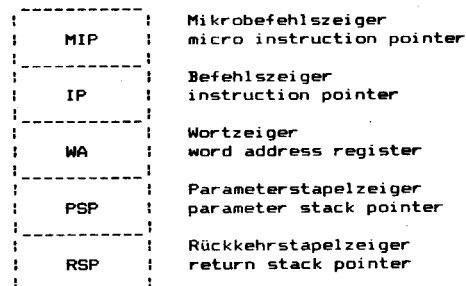 Mikrobefehlszeiger
MIP micro instruction pointer
Befehlszeiger
IP instruction pointer
Wortzeiger
WA word address register
Parameterstapelzeiger
PSP parameter stack pointer
Rückkehrstapelzeiger
RSP return stack pointer